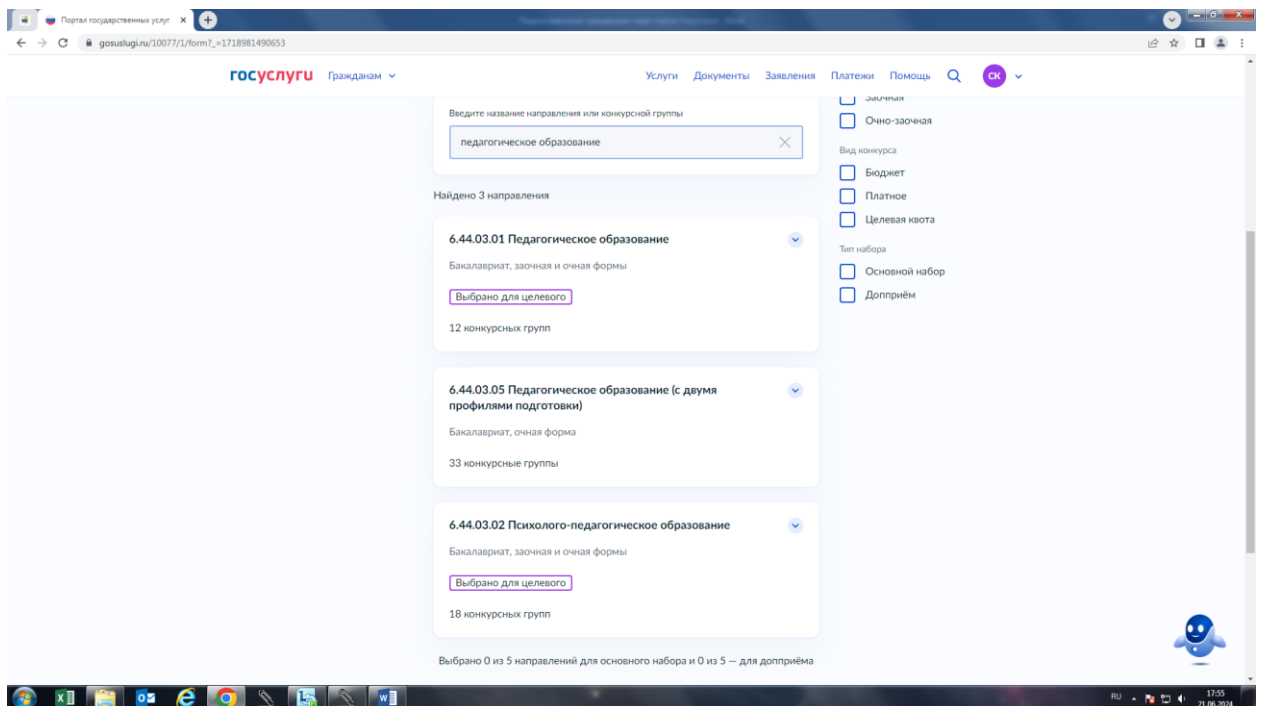 Портал государственных услуг
gosuslugi.ru/10077/1/form?_=1718981490653
госуслуги Гражданам Услуги Документы Заявления Платежи Помощь СК
Введите название направления или конкурсной группы
педагогическое образование
Найдено 3 направления
6.44.03.01 Педагогическое образование
Бакалавриат, заочная и очная формы
Выбрано для целевого
12 конкурсных групп
6.44.03.05 Педагогическое образование (с двумя
профилями подготовки)
Бакалавриат, очная форма
33 конкурсные группы
6.44.03.02 Психолого-педагогическое образование
Бакалавриат, заочная и очная формы
Выбрано для целевого
18 конкурсных групп
Выбрано 0 из 5 направлений для основного набора и 0 из 5 — для допприёма
Заочная
Очно-заочная
Вид конкурса
Бюджет
Платное
Целевая квота
Тип набора
Основной набор
Допприём
RU
17:55
21.06.2024